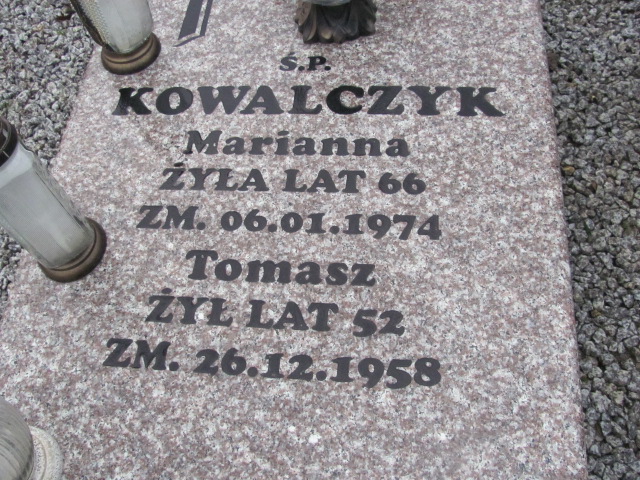 Ś.P.
KOWALCZYK
Marianna
ŻYŁA LAT 66
ZM. 06.01.1974
Tomasz
ŻYŁ LAT 52
ZM. 26.12.1958